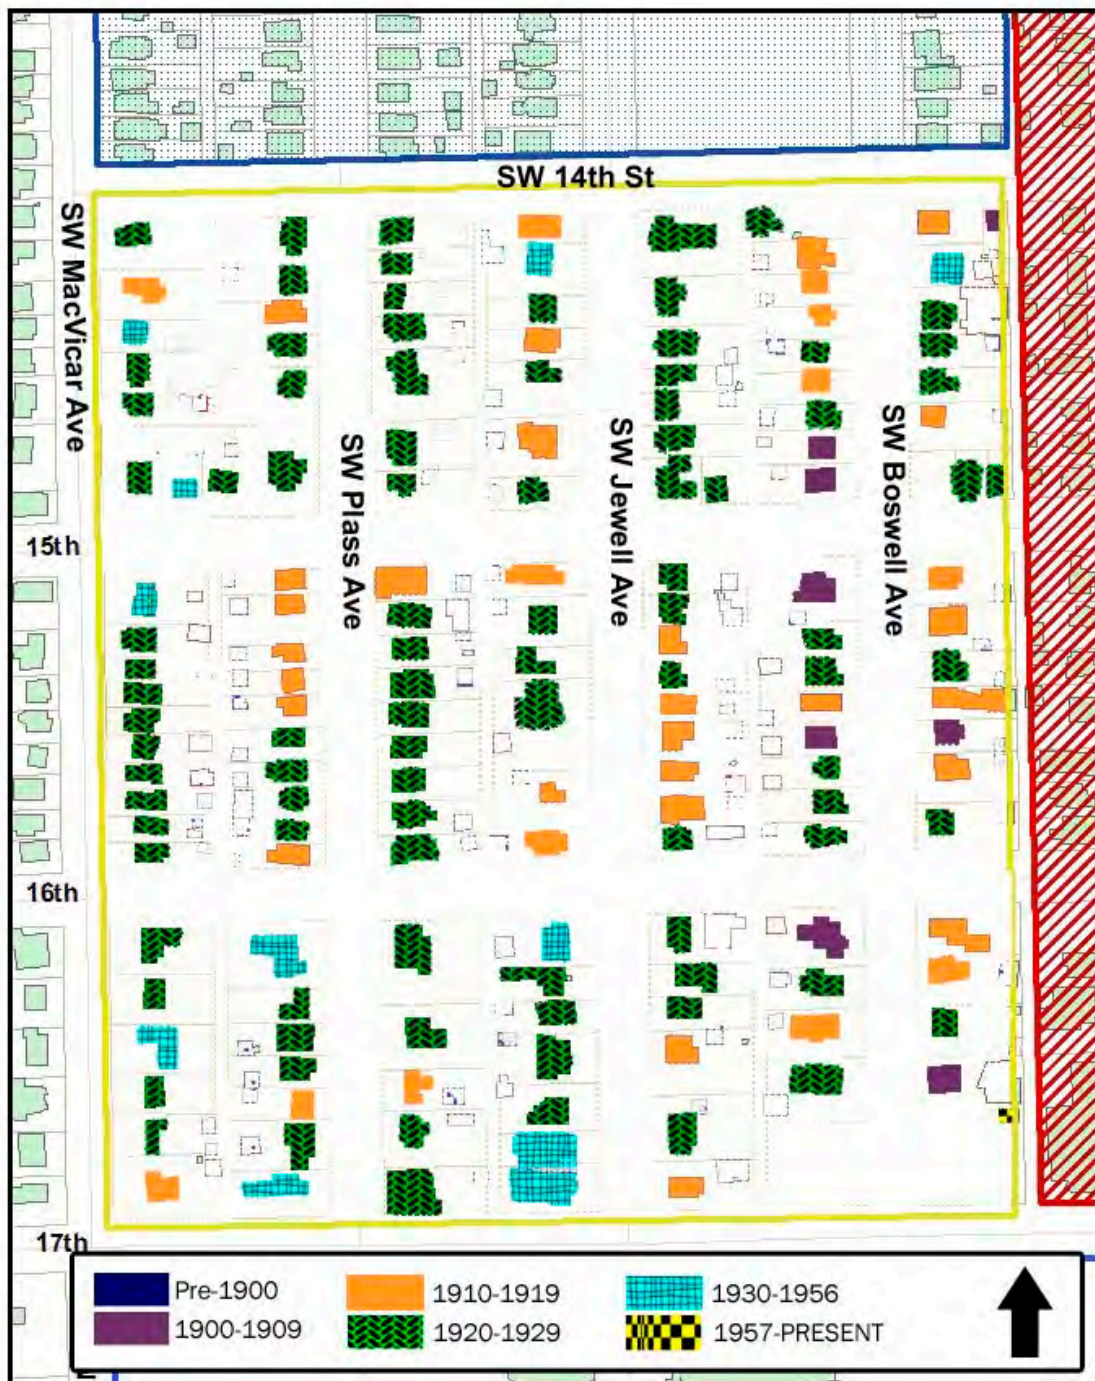 SW 14th St
SW MacVicar Ave
SW Plass Ave
SW Jewell Ave
SW Boswell Ave
15th
16th
17th
Pre-1900
1910-1919
1930-1956
1900-1909
1920-1929
1957-PRESENT